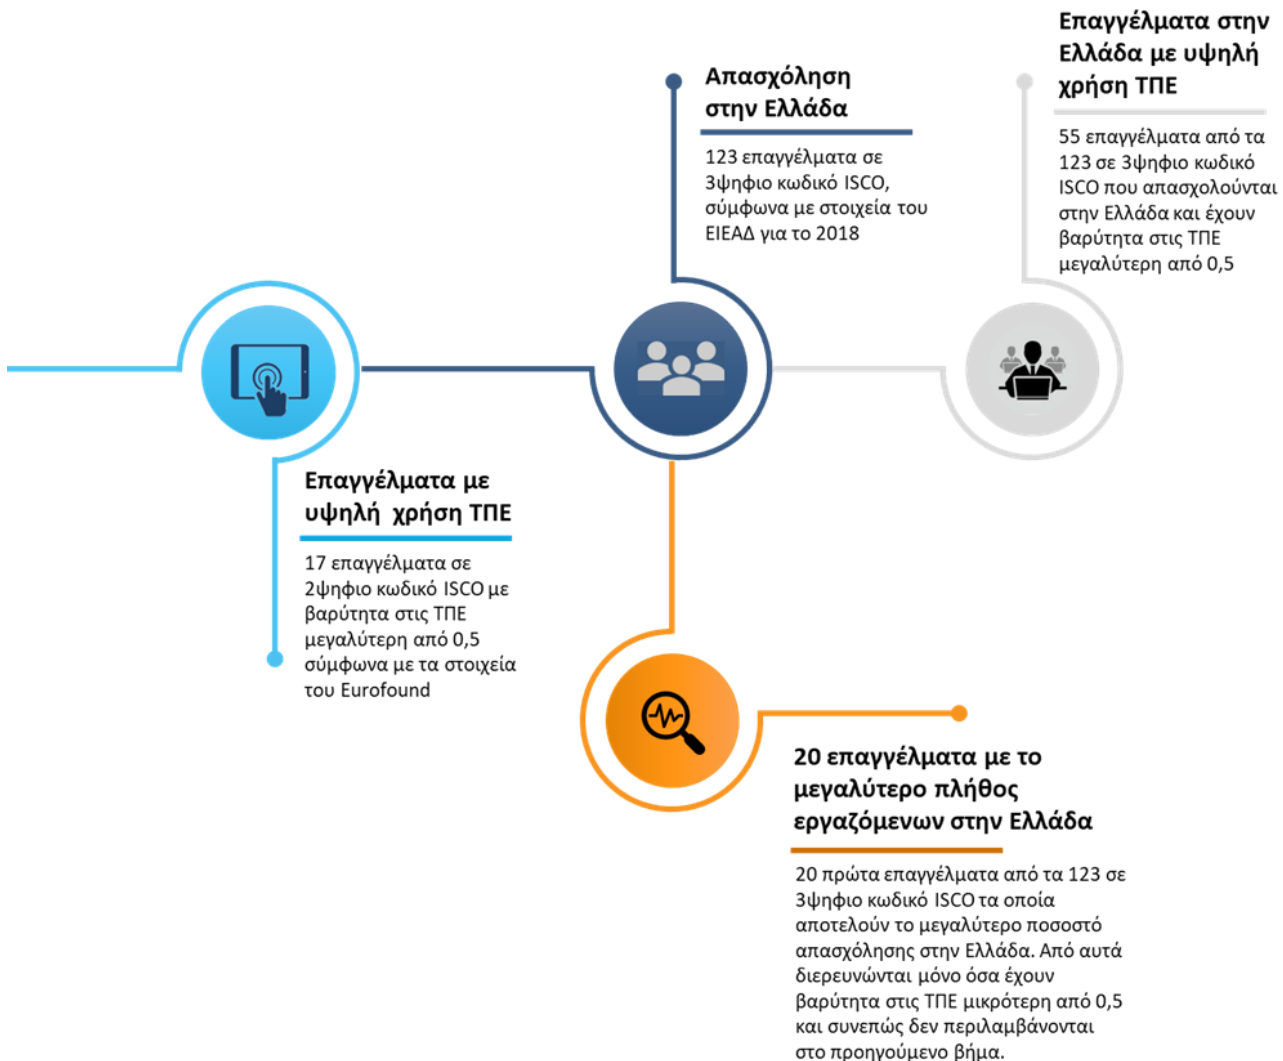 Επαγγέλματα με
υψηλή χρήση ΤΠΕ
17 επαγγέλματα σε
2ψηφιο κωδικό ISCO με
βαρύτητα στις ΤΠΕ
μεγαλύτερη από 0,5
σύμφωνα με τα στοιχεία
του Eurofound
Απασχόληση
στην Ελλάδα
123 επαγγέλματα σε
3ψηφιο κωδικό ISCO,
σύμφωνα με στοιχεία του
ΕΙΕΑΔ για το 2018
Επαγγέλματα στην
Ελλάδα με υψηλή
χρήση ΤΠΕ
55 επαγγέλματα από τα
123 σε 3ψηφιο κωδικό
ISCO που απασχολούνται
στην Ελλάδα και έχουν
βαρύτητα στις ΤΠΕ
μεγαλύτερη από 0,5
20 επαγγέλματα με το
μεγαλύτερο πλήθος
εργαζόμενων στην Ελλάδα
20 πρώτα επαγγέλματα από τα 123 σε
3ψηφιο κωδικό ISCO τα οποία
αποτελούν το μεγαλύτερο ποσοστό
απασχόλησης στην Ελλάδα. Από αυτά
διερευνώνται μόνο όσα έχουν
βαρύτητα στις ΤΠΕ μικρότερη από 0,5
και συνεπώς δεν περιλαμβάνονται
στο προηγούμενο βήμα.